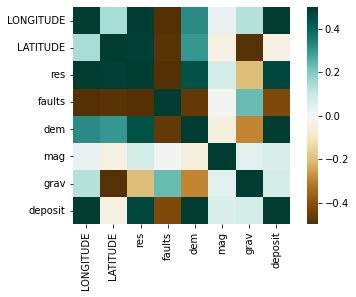 LONGITUDE
LATITUDE
res
faults
dem
mag
grav
deposit
LONGITUDE
LATITUDE
res
faults
dem
mag
grav
deposit
0.4
0.2
0.0
−0.2
−0.4